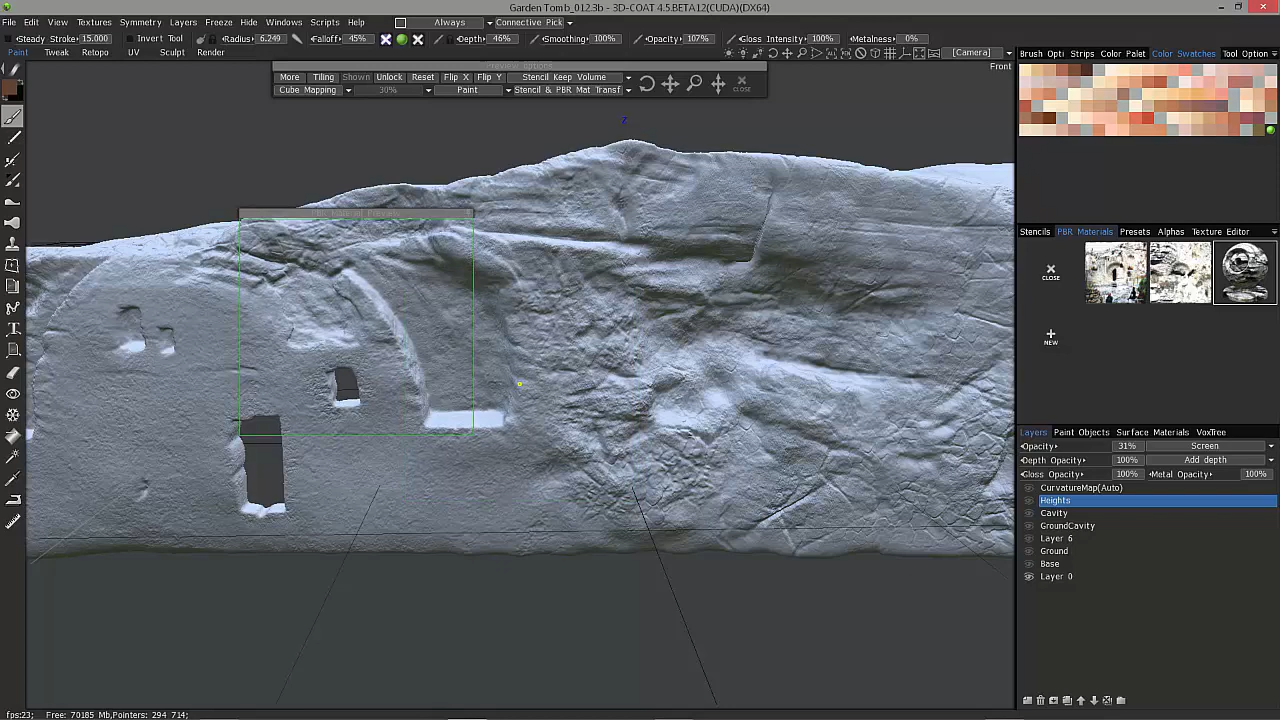 Garden Tomb_012.3b - 3D-COAT 4.5.BETA12(CUDA)(DX64)
File Edit View Textures Symmetry Layers Freeze Hide Windows Scripts Help Always Connective Pick
Steady Stroke 15.000 Invert Tool Radius 6.249 Falloff 45% Depth 46% Smoothing 100% Opacity 107% Gloss Intensity 100% Metalness 0%
Paint Tweak Retopo UV Sculpt Render [Camera]
Brush Opti Strips Color Palet Color Swatches Tool Option
Preview options
Front
More Tiling Shown Unlock Reset Flip X Flip Y Stencil Keep Volume
Cube Mapping 30% Paint Stencil & PBR Mat Transf CLOSE
Z
PBR Material Preview
Stencils PBR Materials Presets Alphas Texture Editor
CLOSE
NEW
Layers Paint Objects Surface Materials VoxTree
Opacity 31% Screen
Depth Opacity 100% Add depth
Gloss Opacity 100% Metal Opacity 100%
CurvatureMap(Auto)
Heights
Cavity
GroundCavity
Layer 6
Ground
Base
Layer 0
fps:23; Free: 70185 Mb,Pointers: 294 714;